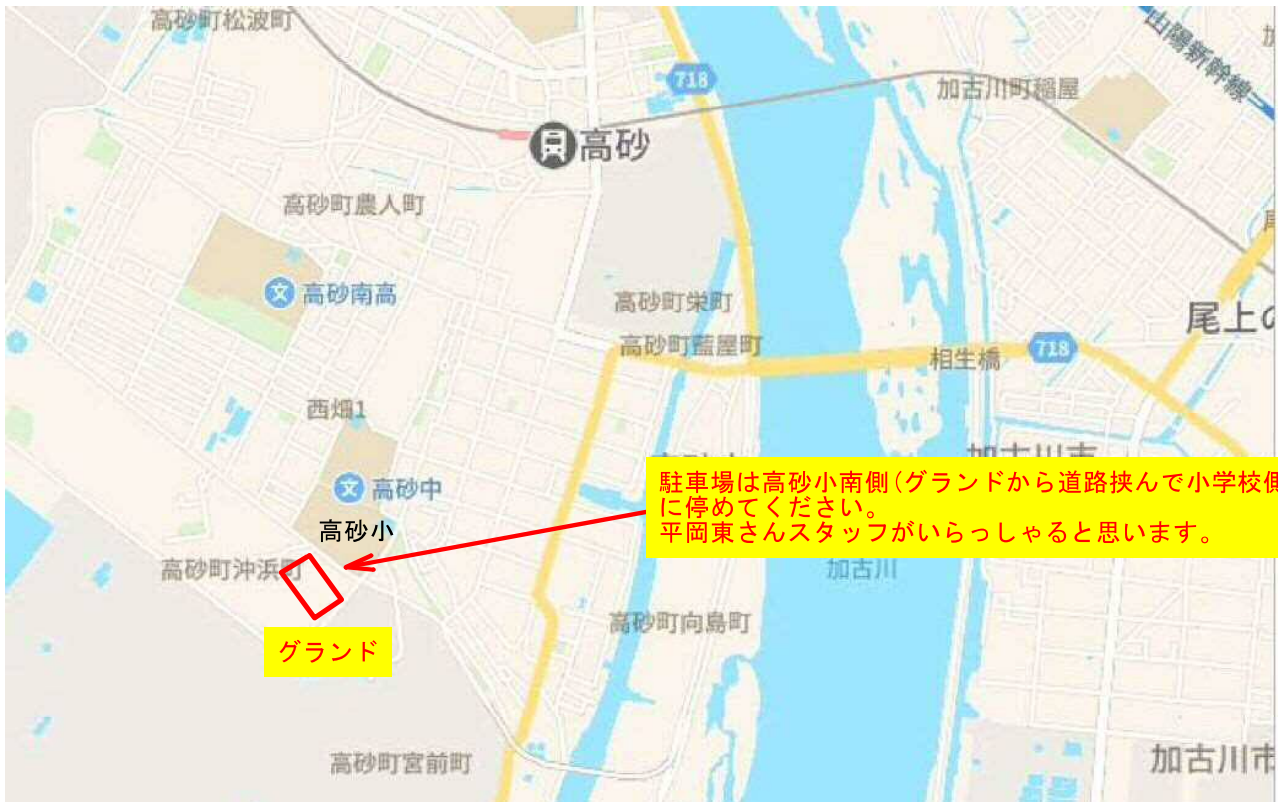 高砂町松波町
山陽新幹線
718
加古川町稲屋
高砂
高砂町農人町
高砂南高
高砂町栄町
尾上の
高砂町藍屋町
718
相生橋
西畑1
加古川市
高砂中
駐車場は高砂小南側(グランドから道路挟んで小学校側
に停めてください。
平岡東さんスタッフがいらっしゃると思います。
高砂小
高砂町沖浜町
加古川
高砂町向島町
グランド
高砂町宮前町
加古川市